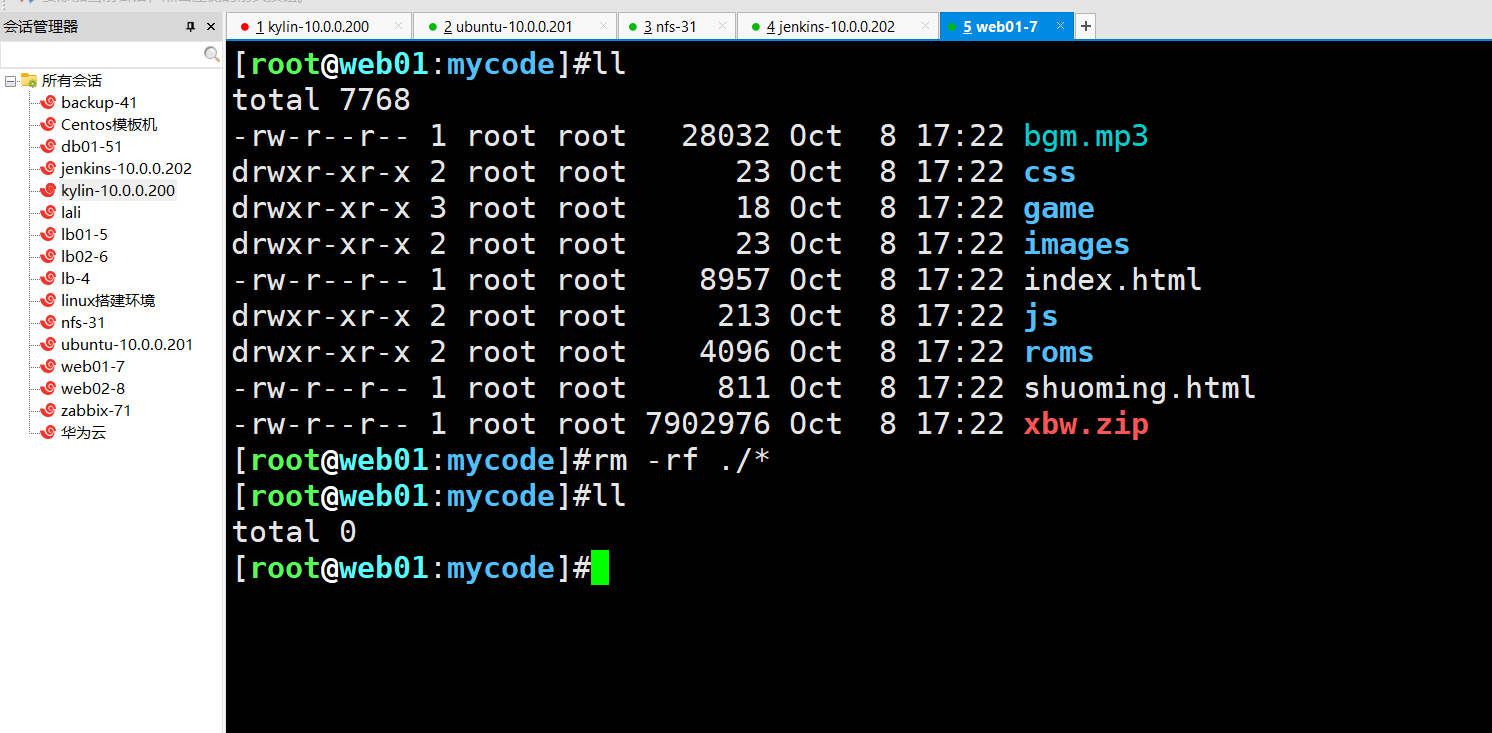 会话管理器
所有会话
backup-41
Centos模板机
db01-51
jenkins-10.0.0.202
kylin-10.0.0.200
lali
lb01-5
lb02-6
lb-4
linux搭建环境
nfs-31
ubuntu-10.0.0.201
web01-7
web02-8
zabbix-71
华为云
1 kylin-10.0.0.200
2 ubuntu-10.0.0.201
3 nfs-31
4 jenkins-10.0.0.202
5 web01-7
[root@web01:mycode]#ll
total 7768
-rw-r--r-- 1 root root   28032 Oct  8 17:22 bgm.mp3
drwxr-xr-x 2 root root      23 Oct  8 17:22 css
drwxr-xr-x 3 root root      18 Oct  8 17:22 game
drwxr-xr-x 2 root root      23 Oct  8 17:22 images
-rw-r--r-- 1 root root    8957 Oct  8 17:22 index.html
drwxr-xr-x 2 root root     213 Oct  8 17:22 js
drwxr-xr-x 2 root root    4096 Oct  8 17:22 roms
-rw-r--r-- 1 root root     811 Oct  8 17:22 shuoming.html
-rw-r--r-- 1 root root 7902976 Oct  8 17:22 xbw.zip
[root@web01:mycode]#rm -rf ./*
[root@web01:mycode]#ll
total 0
[root@web01:mycode]#